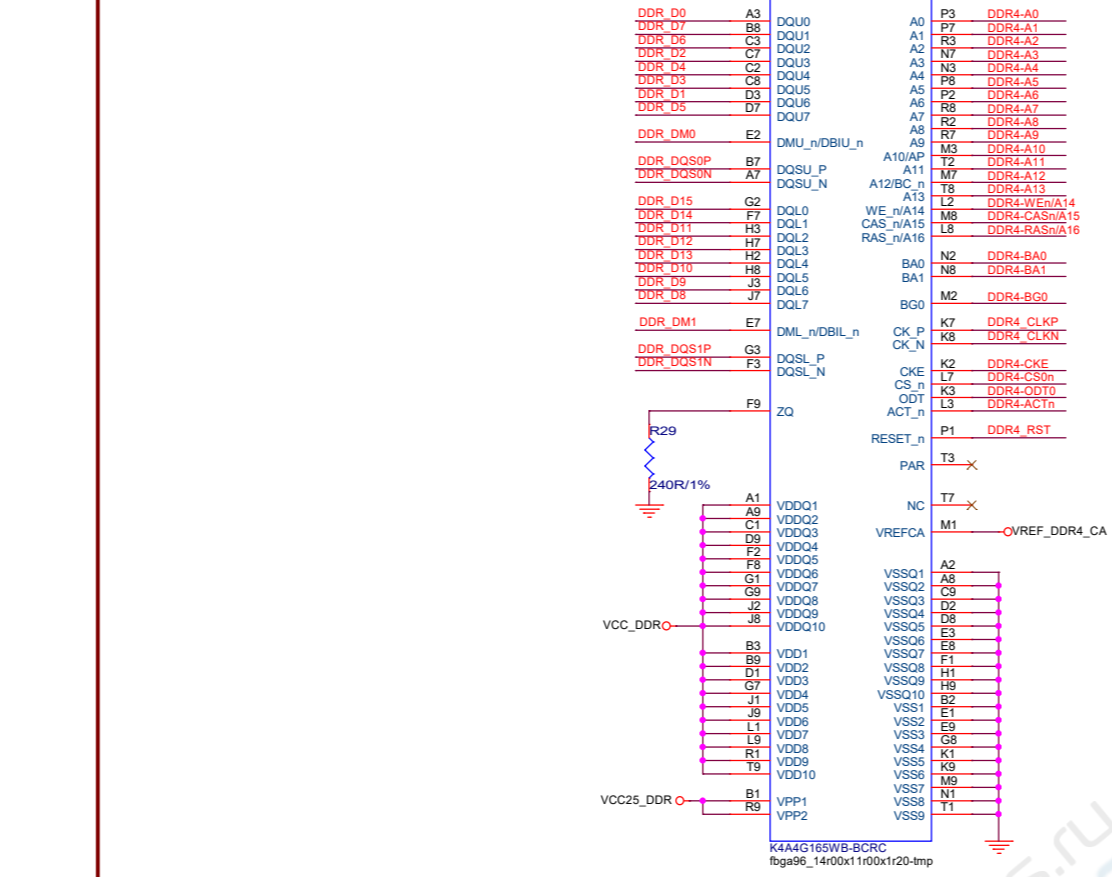 DDR_D0 A3 DQU0 A0 P3 DDR4-A0
DDR_D7 B8 DQU1 A1 P7 DDR4-A1
DDR_D6 C3 DQU2 A2 R3 DDR4-A2
DDR_D2 C7 DQU3 A3 N7 DDR4-A3
DDR_D4 C2 DQU4 A4 N3 DDR4-A4
DDR_D3 C8 DQU5 A5 P8 DDR4-A5
DDR_D1 D3 DQU6 A6 P2 DDR4-A6
DDR_D5 D7 DQU7 A7 R8 DDR4-A7
A8 R2 DDR4-A8
DDR_DM0 E2 DMU_n/DBIU_n A9 R7 DDR4-A9
A10/AP M3 DDR4-A10
DDR_DQS0P B7 DQSU_P A11 T2 DDR4-A11
DDR_DQS0N A7 DQSU_N A12/BC_n M7 DDR4-A12
A13 T8 DDR4-A13
DDR_D15 G2 DQL0 WE_n/A14 L2 DDR4-WEn/A14
DDR_D14 F7 DQL1 CAS_n/A15 M8 DDR4-CASn/A15
DDR_D11 H3 DQL2 RAS_n/A16 L8 DDR4-RASn/A16
DDR_D12 H7 DQL3
DDR_D13 H2 DQL4 BA0 N2 DDR4-BA0
DDR_D10 H8 DQL5 BA1 N8 DDR4-BA1
DDR_D9 J3 DQL6
DDR_D8 J7 DQL7 BG0 M2 DDR4-BG0
DDR_DM1 E7 DML_n/DBIL_n CK_P K7 DDR4_CLKP
CK_N K8 DDR4_CLKN
DDR_DQS1P G3 DQSL_P
DDR_DQS1N F3 DQSL_N CKE K2 DDR4-CKE
CS_n L7 DDR4-CS0n
ODT K3 DDR4-ODT0
F9 ZQ ACT_n L3 DDR4-ACTn
R29 RESET_n P1 DDR4_RST
PAR T3
240R/1%
A1 VDDQ1 NC T7
A9 VDDQ2
C1 VDDQ3 VREFCA M1 VREF_DDR4_CA
D9 VDDQ4
F2 VDDQ5
F8 VDDQ6 VSSQ1 A2
G1 VDDQ7 VSSQ2 A8
G9 VDDQ8 VSSQ3 C9
J2 VDDQ9 VSSQ4 D2
VCC_DDR J8 VDDQ10 VSSQ5 D8
VSSQ6 E3
B3 VDD1 VSSQ7 E8
B9 VDD2 VSSQ8 F1
D1 VDD3 VSSQ9 H1
G7 VDD4 VSSQ10 H9
J1 VDD5 VSS1 B2
J9 VDD6 VSS2 E1
L1 VDD7 VSS3 E9
L9 VDD8 VSS4 G8
R1 VDD9 VSS5 K1
T9 VDD10 VSS6 K9
VSS7 M9
VCC25_DDR B1 VPP1 VSS8 N1
R9 VPP2 VSS9 T1
K4A4G165WB-BCRC
fbga96_14r00x11r00x1r20-tmp